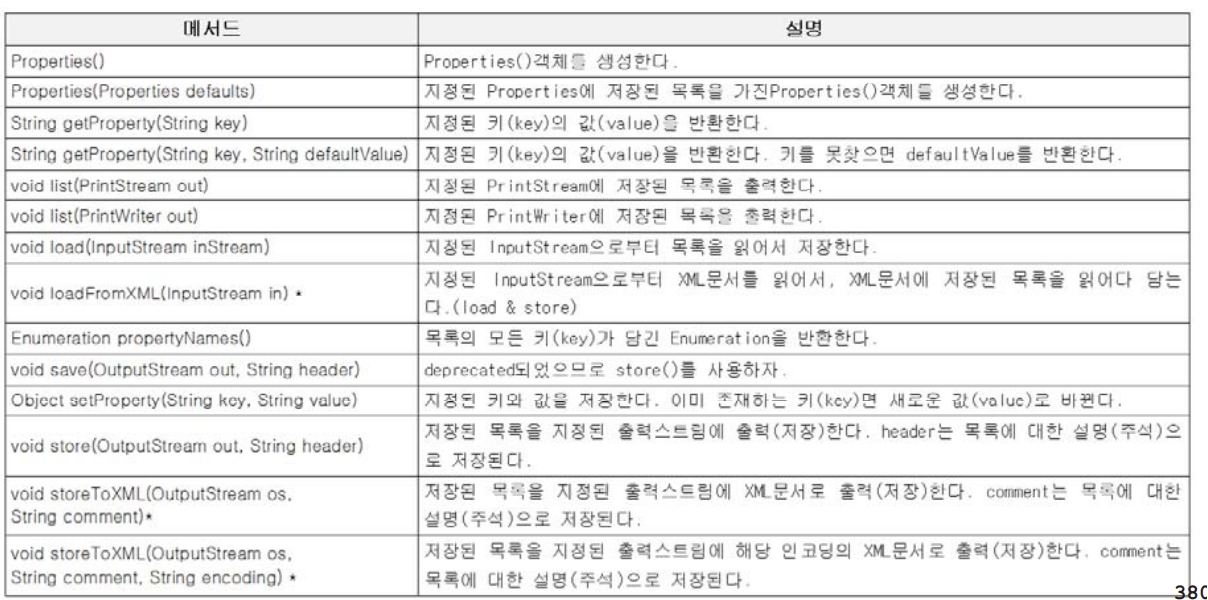 메서드 설명
Properties() Properties()객체를 생성한다.
Properties(Properties defaults) 지정된 Properties에 저장된 목록을 가진Properties()객체를 생성한다.
String getProperty(String key) 지정된 키(key)의 값(value)을 반환한다.
String getProperty(String key, String defaultValue) 지정된 키(key)의 값(value)을 반환한다. 키를 못찾으면 defaultValue를 반환한다.
void list(PrintStream out) 지정된 PrintStream에 저장된 목록을 출력한다.
void list(PrintWriter out) 지정된 PrintWriter에 저장된 목록을 출력한다.
void load(InputStream inStream) 지정된 InputStream으로부터 목록을 읽어서 저장한다.
void loadFromXML(InputStream in) * 지정된 InputStream으로부터 XML문서를 읽어서, XML문서에 저장된 목록을 읽어다 담는
다.(load & store)
Enumeration propertyNames() 목록의 모든 키(key)가 담긴 Enumeration을 반환한다.
void save(OutputStream out, String header) deprecated되었으므로 store()를 사용하자.
Object setProperty(String key, String value) 지정된 키와 값을 저장한다. 이미 존재하는 키(key)면 새로운 값(value)로 바뀐다.
void store(OutputStream out, String header) 저장된 목록을 지정된 출력스트림에 출력(저장)한다. header는 목록에 대한 설명(주석)으
로 저장된다.
void storeToXML(OutputStream os, 저장된 목록을 지정된 출력스트림에 XML문서로 출력(저장)한다. comment는 목록에 대한
String comment)* 설명(주석)으로 저장된다.
void storeToXML(OutputStream os, 저장된 목록을 지정된 출력스트림에 해당 인코딩의 XML문서로 출력(저장)한다. comment는
String comment, String encoding) * 목록에 대한 설명(주석)으로 저장된다.
380